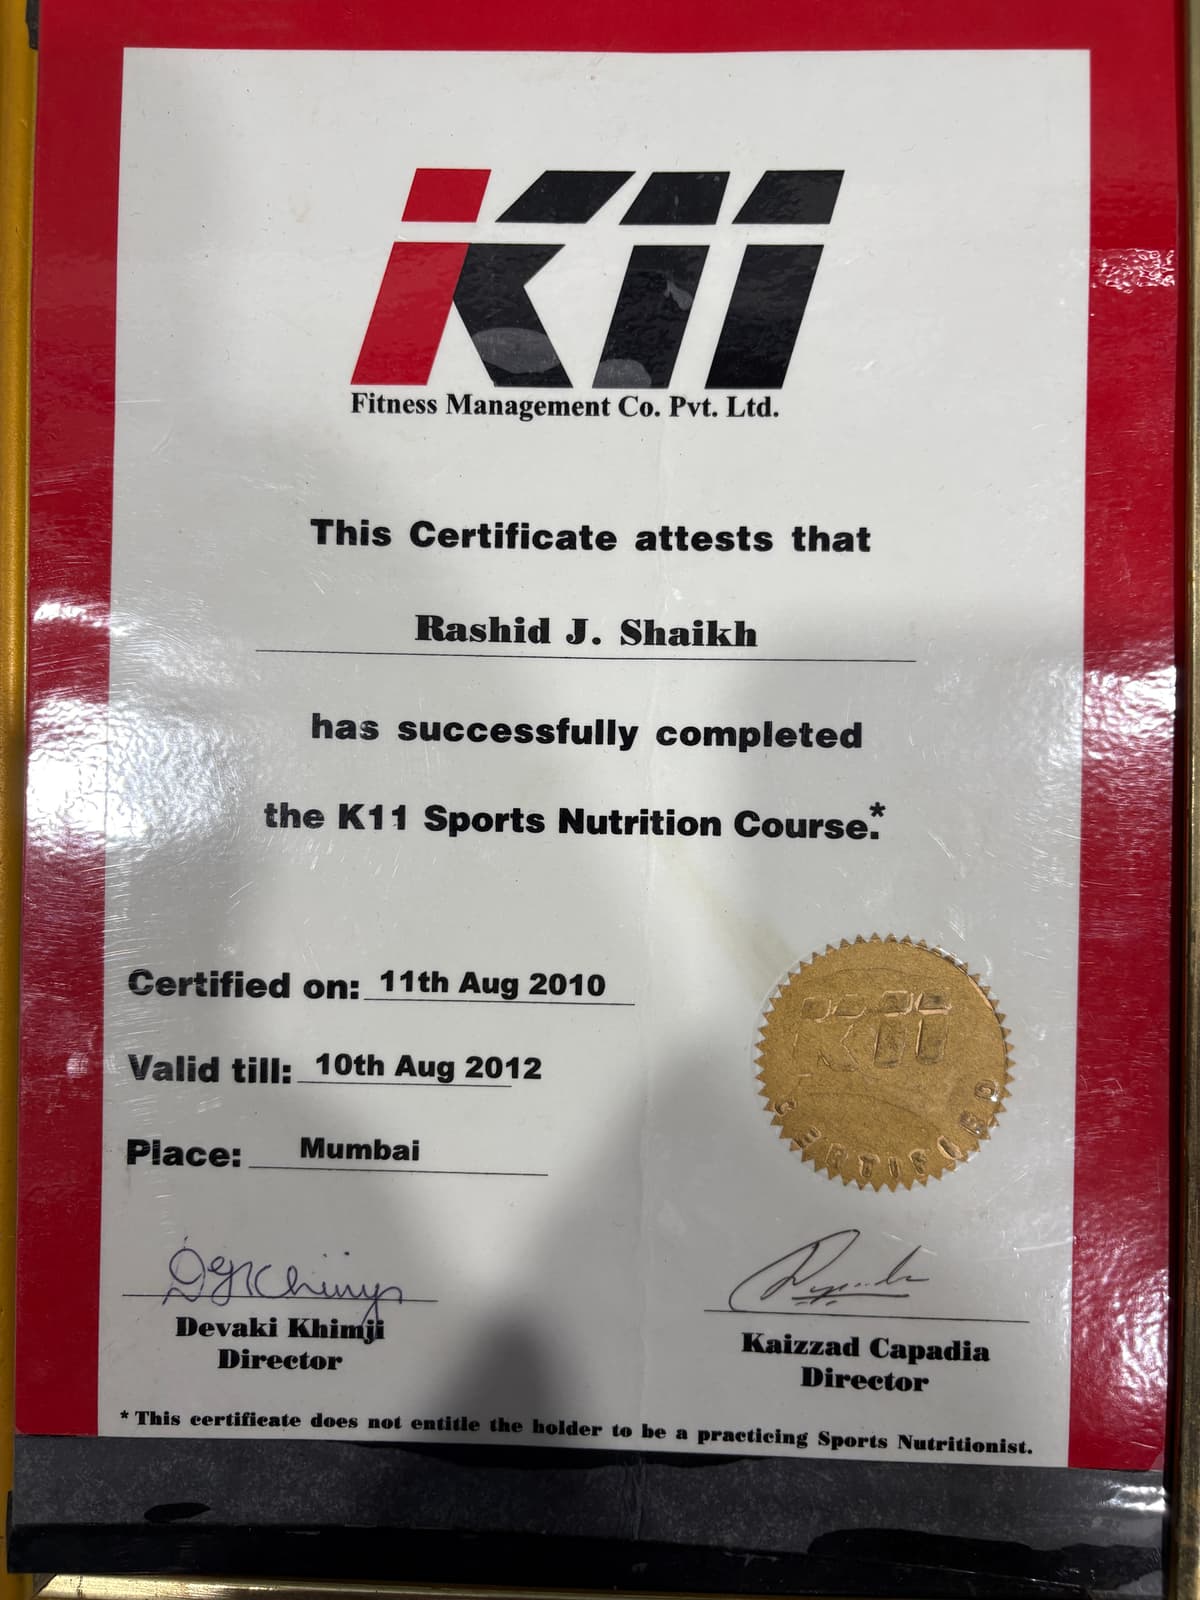 K11
Fitness Management Co. Pvt. Ltd.
This Certificate attests that
Rashid J. Shaikh
has successfully completed
the K11 Sports Nutrition Course.*
Certified on: 11th Aug 2010
Valid till: 10th Aug 2012
Place: Mumbai
K11
CERTIFIED
Devaki Khimji
Director
Kaizzad Capadia
Director
* This certificate does not entitle the holder to be a practicing Sports Nutritionist.